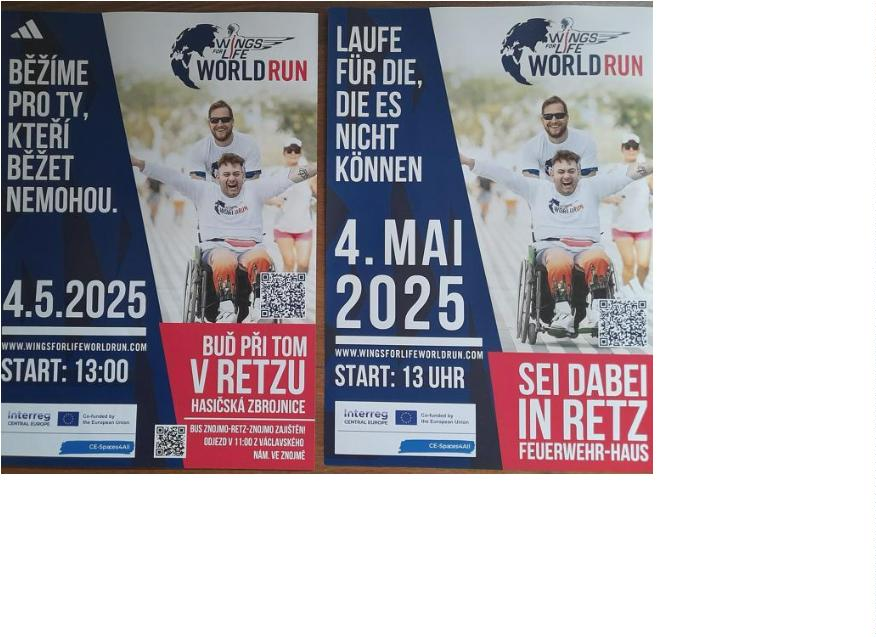 BĚŽÍME
PRO TY,
KTEŘÍ
BĚŽET
NEMOHOU.
WINGS
FOR LIFE
WORLD RUN
4.5.2025
WWW.WINGSFORLIFEWORLDRUN.COM
START: 13:00
BUĎ PŘI TOM
V RETZU
HASIČSKÁ ZBROJNICE
BUS ZNOJMO-RETZ-ZNOJMO ZAJIŠTĚN!
ODJEZD V 11:00 Z VÁCLAVSKÉHO
NÁM. VE ZNOJMĚ
Interreg
CENTRAL EUROPE
Co-funded by
the European Union
CE-Spaces4All
LAUFE
FÜR DIE,
DIE ES
NICHT
KÖNNEN
WINGS
FOR LIFE
WORLD RUN
4. MAI
2025
WWW.WINGSFORLIFEWORLDRUN.COM
START: 13 UHR
SEI DABEI
IN RETZ
FEUERWEHR-HAUS
Interreg
CENTRAL EUROPE
Co-funded by
the European Union
CE-Spaces4All